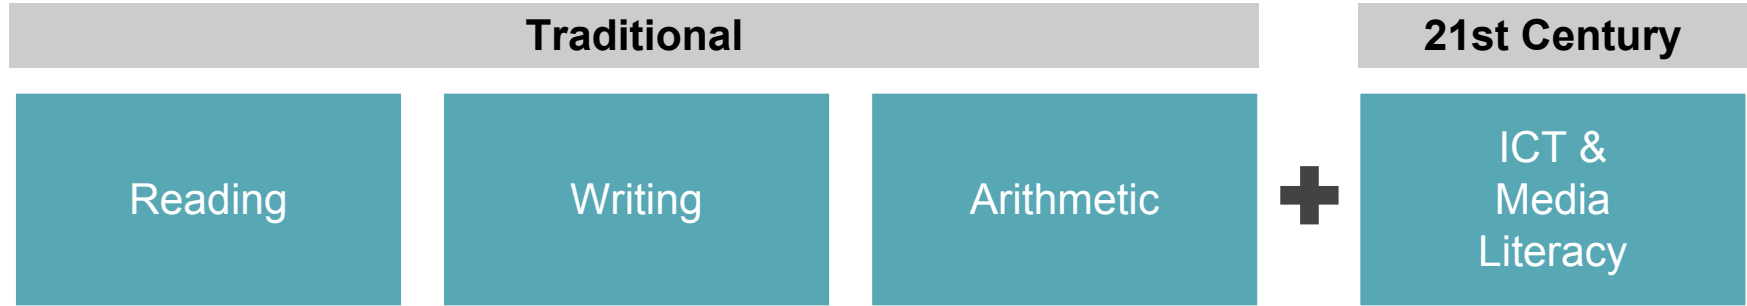 Traditional
21st Century
Reading
Writing
Arithmetic
ICT &
Media
Literacy